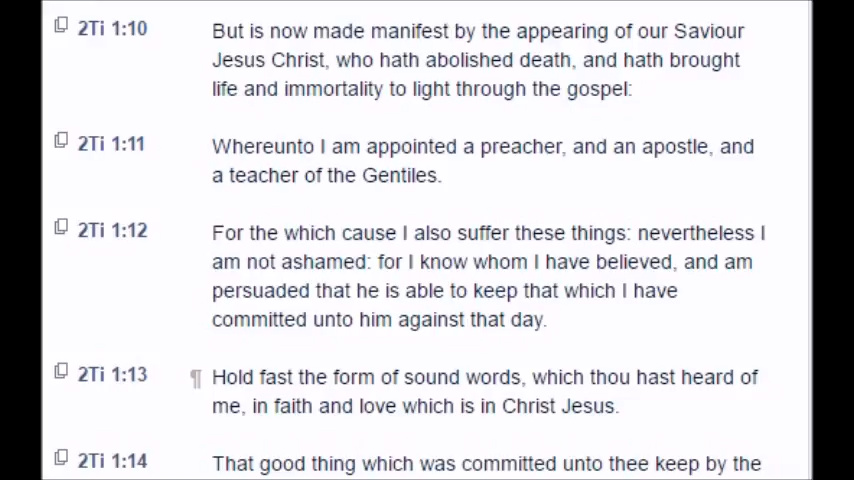 2Ti 1:10 But is now made manifest by the appearing of our Saviour
Jesus Christ, who hath abolished death, and hath brought
life and immortality to light through the gospel:
2Ti 1:11 Whereunto I am appointed a preacher, and an apostle, and
a teacher of the Gentiles.
2Ti 1:12 For the which cause I also suffer these things: nevertheless I
am not ashamed: for I know whom I have believed, and am
persuaded that he is able to keep that which I have
committed unto him against that day.
2Ti 1:13 ¶ Hold fast the form of sound words, which thou hast heard of
me, in faith and love which is in Christ Jesus.
2Ti 1:14 That good thing which was committed unto thee keep by the